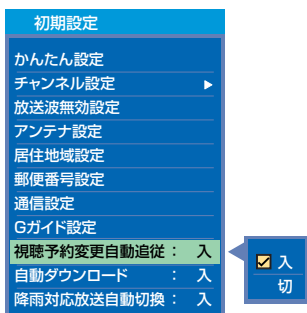 初期設定
かんたん設定
チャンネル設定
放送波無効設定
アンテナ設定
居住地域設定
郵便番号設定
通信設定
Gガイド設定
視聴予約変更自動追従： 入
自動ダウンロード ： 入
降雨対応放送自動切換： 入
入
切